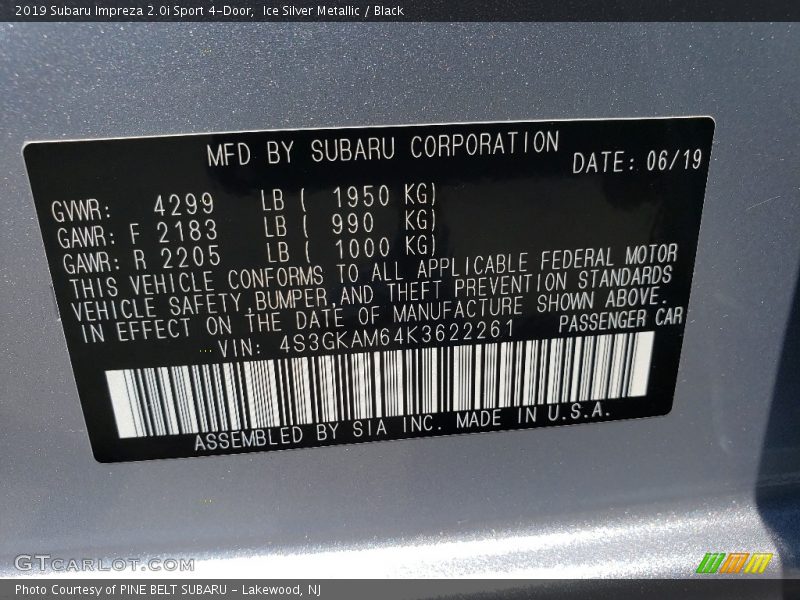 2019 Subaru Impreza 2.0i Sport 4-Door, Ice Silver Metallic / Black
MFD BY SUBARU CORPORATION
DATE: 06/19
GVWR: 4299 LB ( 1950 KG)
GAWR: F 2183 LB ( 990 KG)
GAWR: R 2205 LB ( 1000 KG)
THIS VEHICLE CONFORMS TO ALL APPLICABLE FEDERAL MOTOR
VEHICLE SAFETY,BUMPER,AND THEFT PREVENTION STANDARDS
IN EFFECT ON THE DATE OF MANUFACTURE SHOWN ABOVE.
VIN: 4S3GKAM64K3622261 PASSENGER CAR
ASSEMBLED BY SIA INC. MADE IN U.S.A.
GTCARLOT.COM
Photo Courtesy of PINE BELT SUBARU - Lakewood, NJ